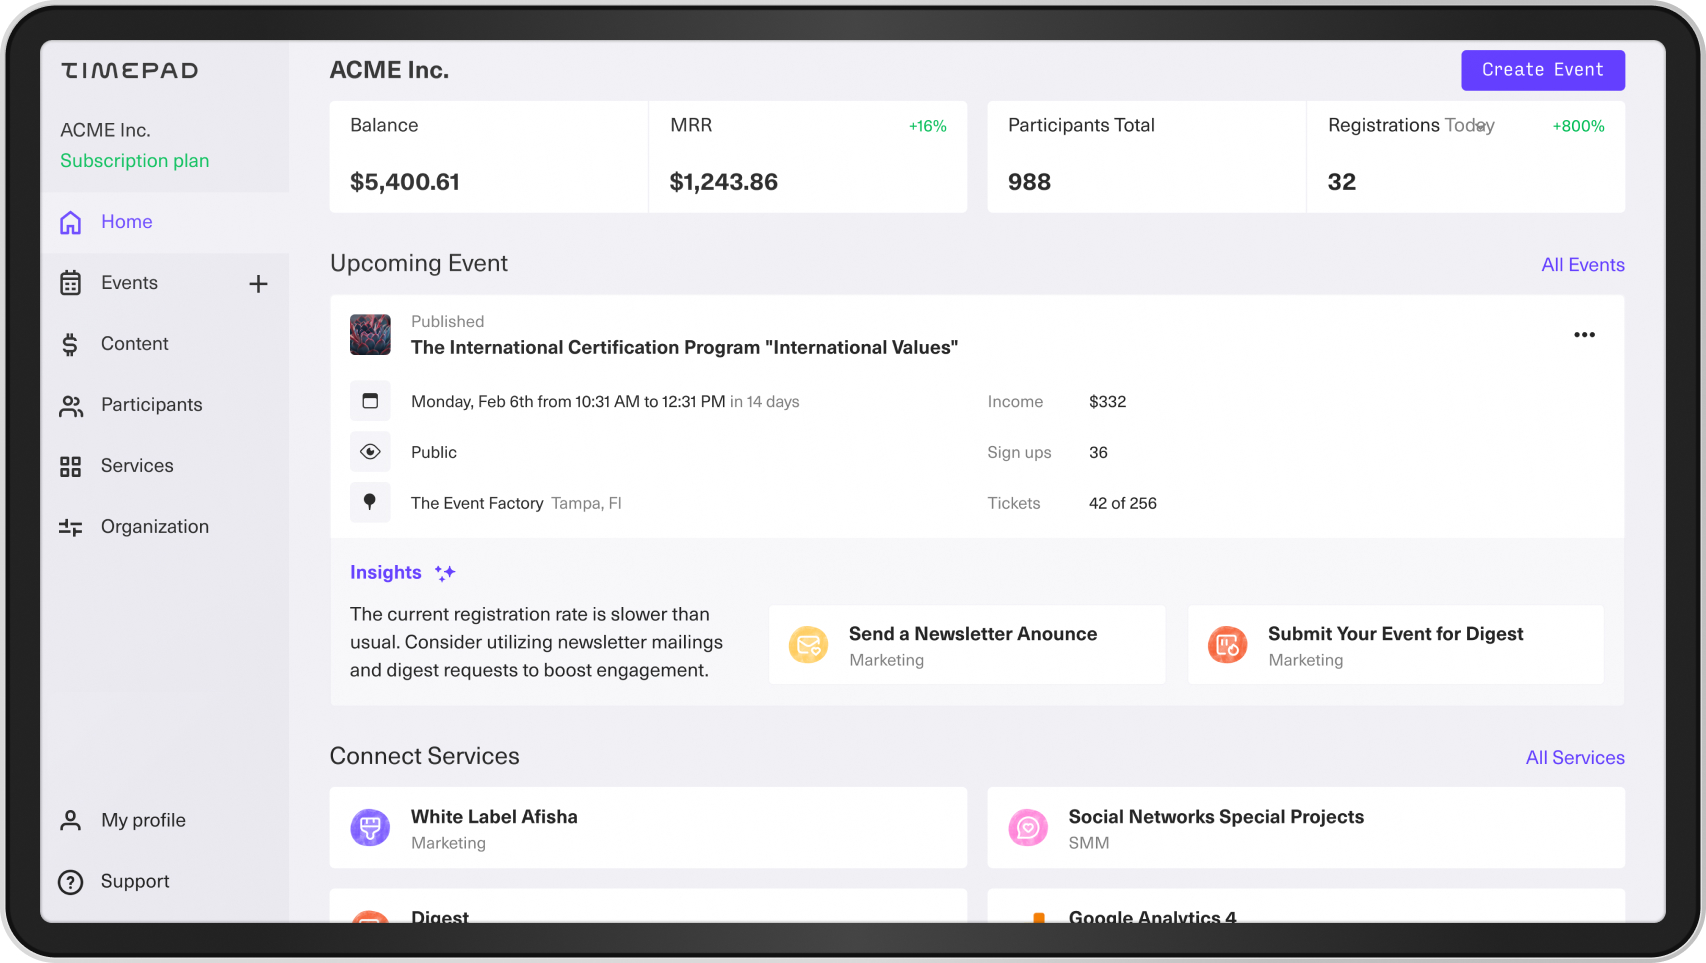 TIMEPAD
ACME Inc.
Subscription plan
Home
Events
Content
Participants
Services
Organization
My profile
Support
ACME Inc.
Create Event
Balance
$5,400.61
MRR
+16%
$1,243.86
Participants Total
988
Registrations Today
+800%
32
Upcoming Event
All Events
Published
The International Certification Program "International Values"
Monday, Feb 6th from 10:31 AM to 12:31 PM in 14 days
Public
The Event Factory Tampa, Fl
Income $332
Sign ups 36
Tickets 42 of 256
Insights
The current registration rate is slower than
usual. Consider utilizing newsletter mailings
and digest requests to boost engagement.
Send a Newsletter Anounce
Marketing
Submit Your Event for Digest
Marketing
Connect Services
All Services
White Label Afisha
Marketing
Social Networks Special Projects
SMM
Digest
Google Analytics 4